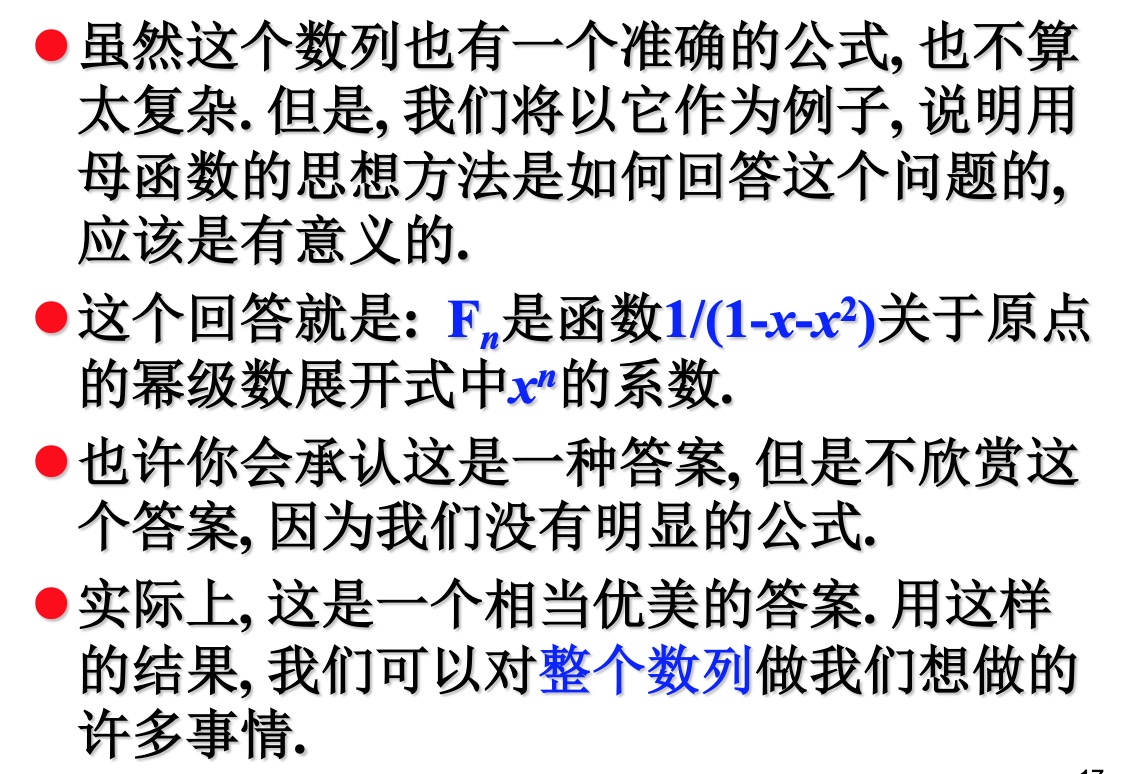 ●虽然这个数列也有一个准确的公式, 也不算
太复杂. 但是, 我们将以它作为例子, 说明用
母函数的思想方法是如何回答这个问题的,
应该是有意义的.
●这个回答就是: Fₙ是函数1/(1-x-x²)关于原点
的幂级数展开式中xⁿ的系数.
●也许你会承认这是一种答案, 但是不欣赏这
个答案, 因为我们没有明显的公式.
●实际上, 这是一个相当优美的答案. 用这样
的结果, 我们可以对整个数列做我们想做的
许多事情.